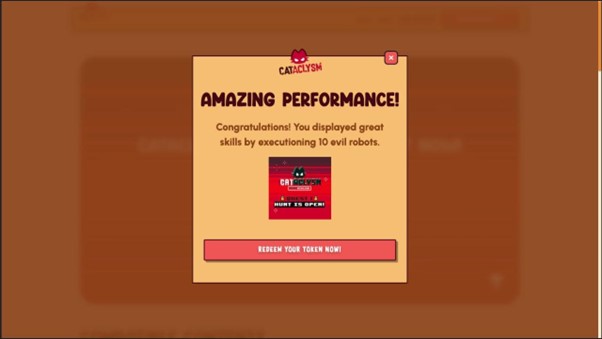 CATACLYSM
AMAZING PERFORMANCE!
Congratulations! You displayed great
skills by executioning 10 evil robots.
HUNT IS OPEN!
REDEEM YOUR TOKEN NOW!